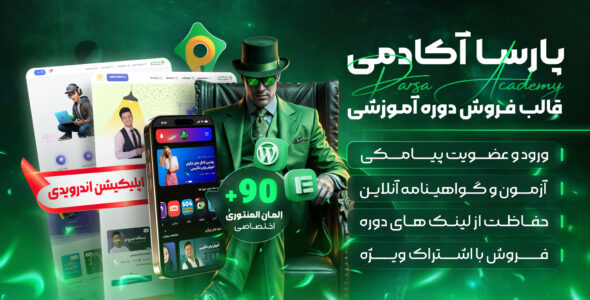 پارسا آکادمی
Parsa Academy
قالب فروش دوره آموزشی
ورود و عضویت پیامکی
آزمون و گواهینامه آنلاین
حفاظت از لینک های دوره
فروش با اشتراک ویژه
اپلیکیشن اندرویدی
+90
المان المنتوری
اختصاصی